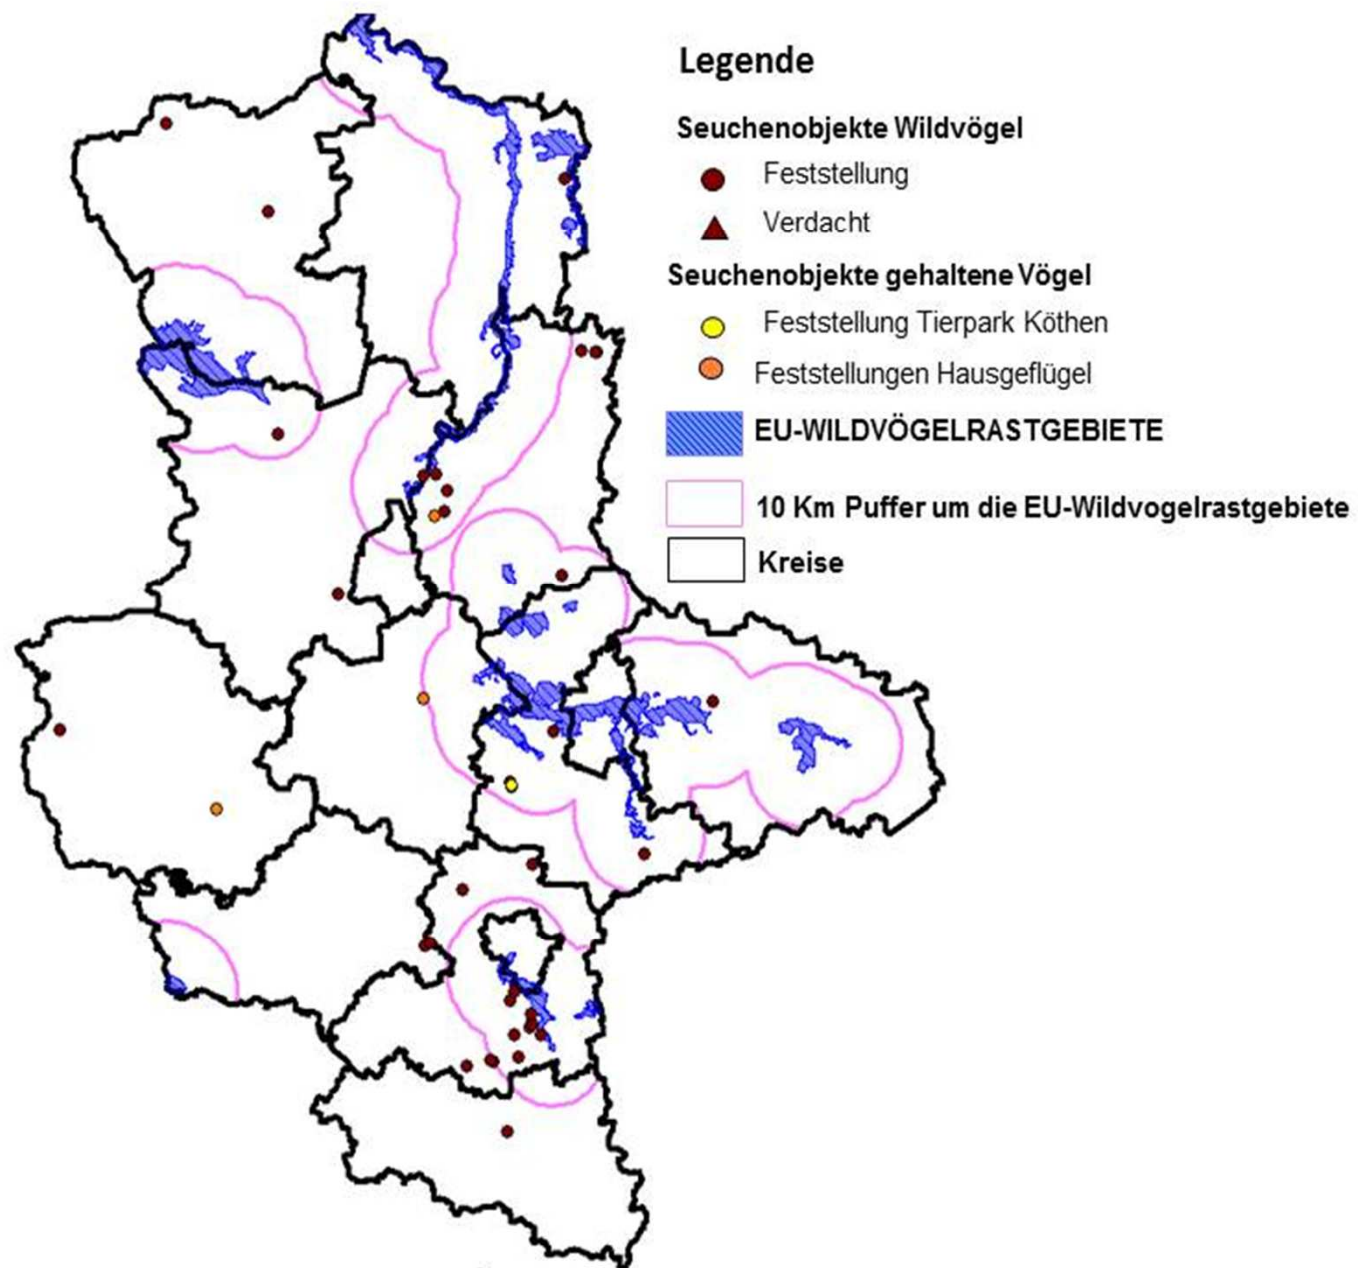 Legende
Seuchenobjekte Wildvögel
Feststellung
Verdacht
Seuchenobjekte gehaltene Vögel
Feststellung Tierpark Köthen
Feststellungen Hausgeflügel
EU-WILDVÖGELRASTGEBIETE
10 Km Puffer um die EU-Wildvogelrastgebiete
Kreise